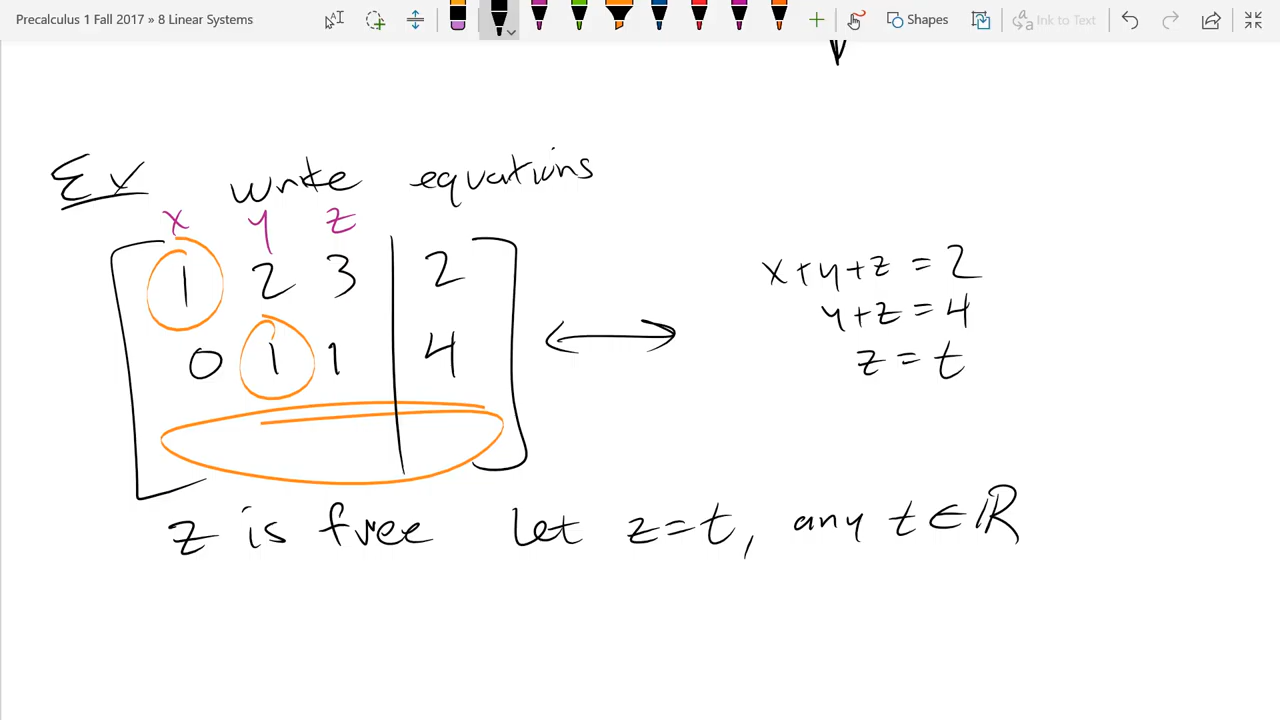 Precalculus 1 Fall 2017 » 8 Linear Systems
Shapes
Ink to Text
Ex write equations
x y z
1 2 3 2
0 1 1 4
x+y+z = 2
y+z = 4
z = t
z is free let z=t, any t∈ℝ